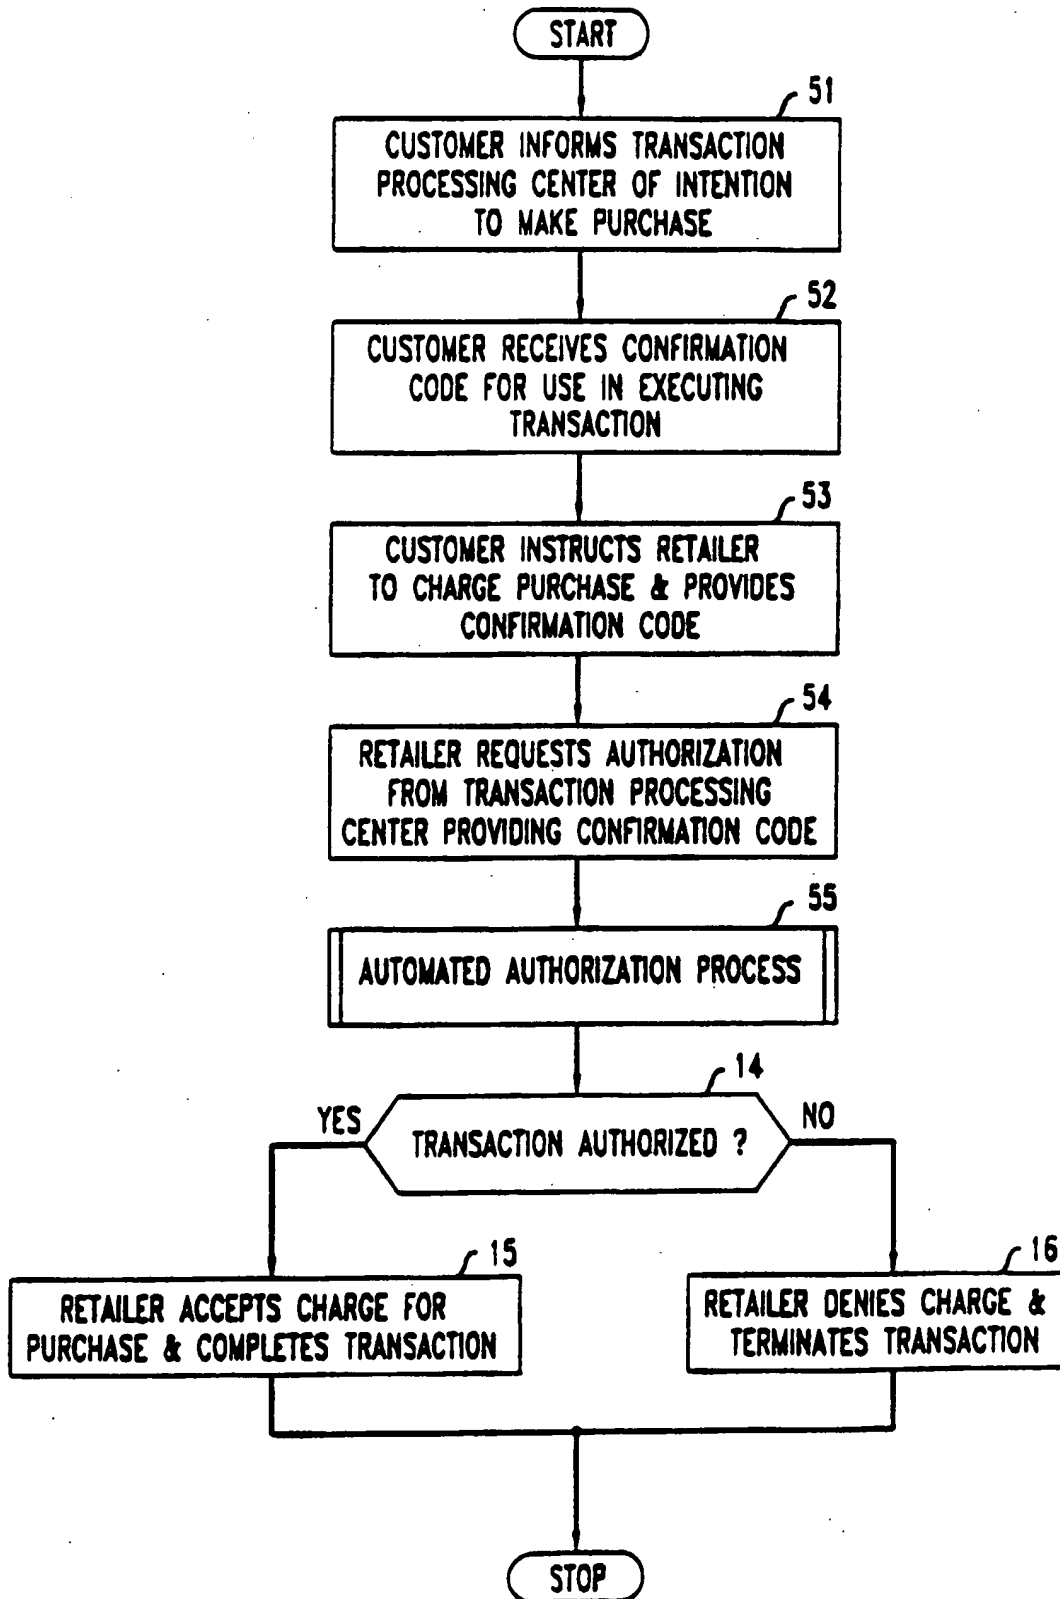 START
51
CUSTOMER INFORMS TRANSACTION
PROCESSING CENTER OF INTENTION
TO MAKE PURCHASE
52
CUSTOMER RECEIVES CONFIRMATION
CODE FOR USE IN EXECUTING
TRANSACTION
53
CUSTOMER INSTRUCTS RETAILER
TO CHARGE PURCHASE & PROVIDES
CONFIRMATION CODE
54
RETAILER REQUESTS AUTHORIZATION
FROM TRANSACTION PROCESSING
CENTER PROVIDING CONFIRMATION CODE
55
AUTOMATED AUTHORIZATION PROCESS
14
YES
TRANSACTION AUTHORIZED ?
NO
15
RETAILER ACCEPTS CHARGE FOR
PURCHASE & COMPLETES TRANSACTION
16
RETAILER DENIES CHARGE &
TERMINATES TRANSACTION
STOP